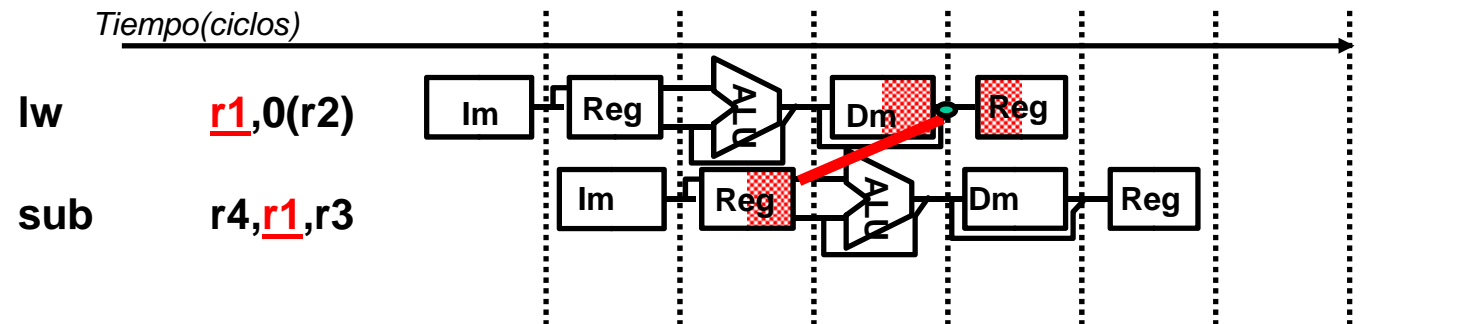 Tiempo(ciclos)
lw r1,0(r2) Im Reg ALU Dm Reg
sub r4,r1,r3 Im Reg ALU Dm Reg